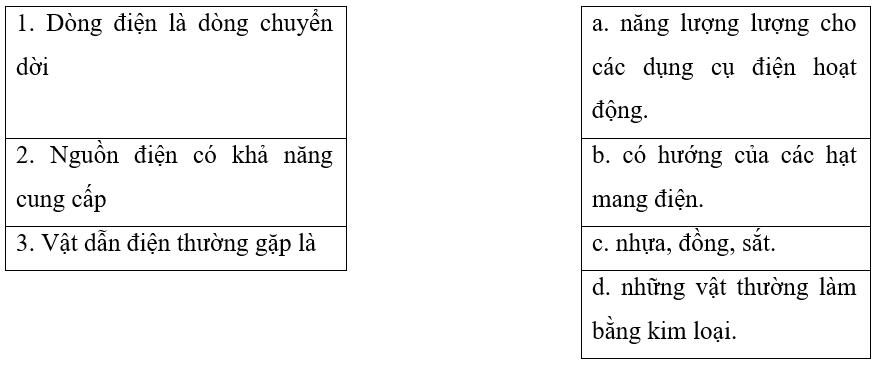 1. Dòng điện là dòng chuyển
dời
2. Nguồn điện có khả năng
cung cấp
3. Vật dẫn điện thường gặp là
a. năng lượng lượng cho
các dụng cụ điện hoạt
động.
b. có hướng của các hạt
mang điện.
c. nhựa, đồng, sắt.
d. những vật thường làm
bằng kim loại.